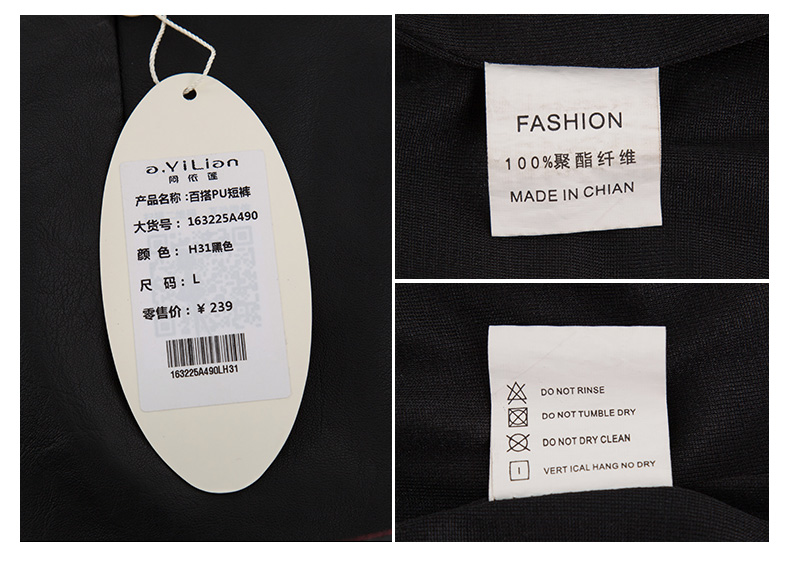 a.YiLian
阿依莲
产品名称:百搭PU短裤
大货号：163225A490
颜 色：H31黑色
尺 码：L
零售价：¥ 239
163225A490LH31
FASHION
100%聚酯纤维
MADE IN CHIAN
DO NOT RINSE
DO NOT TUMBLE DRY
DO NOT DRY CLEAN
VERTICAL HANG NO DRY